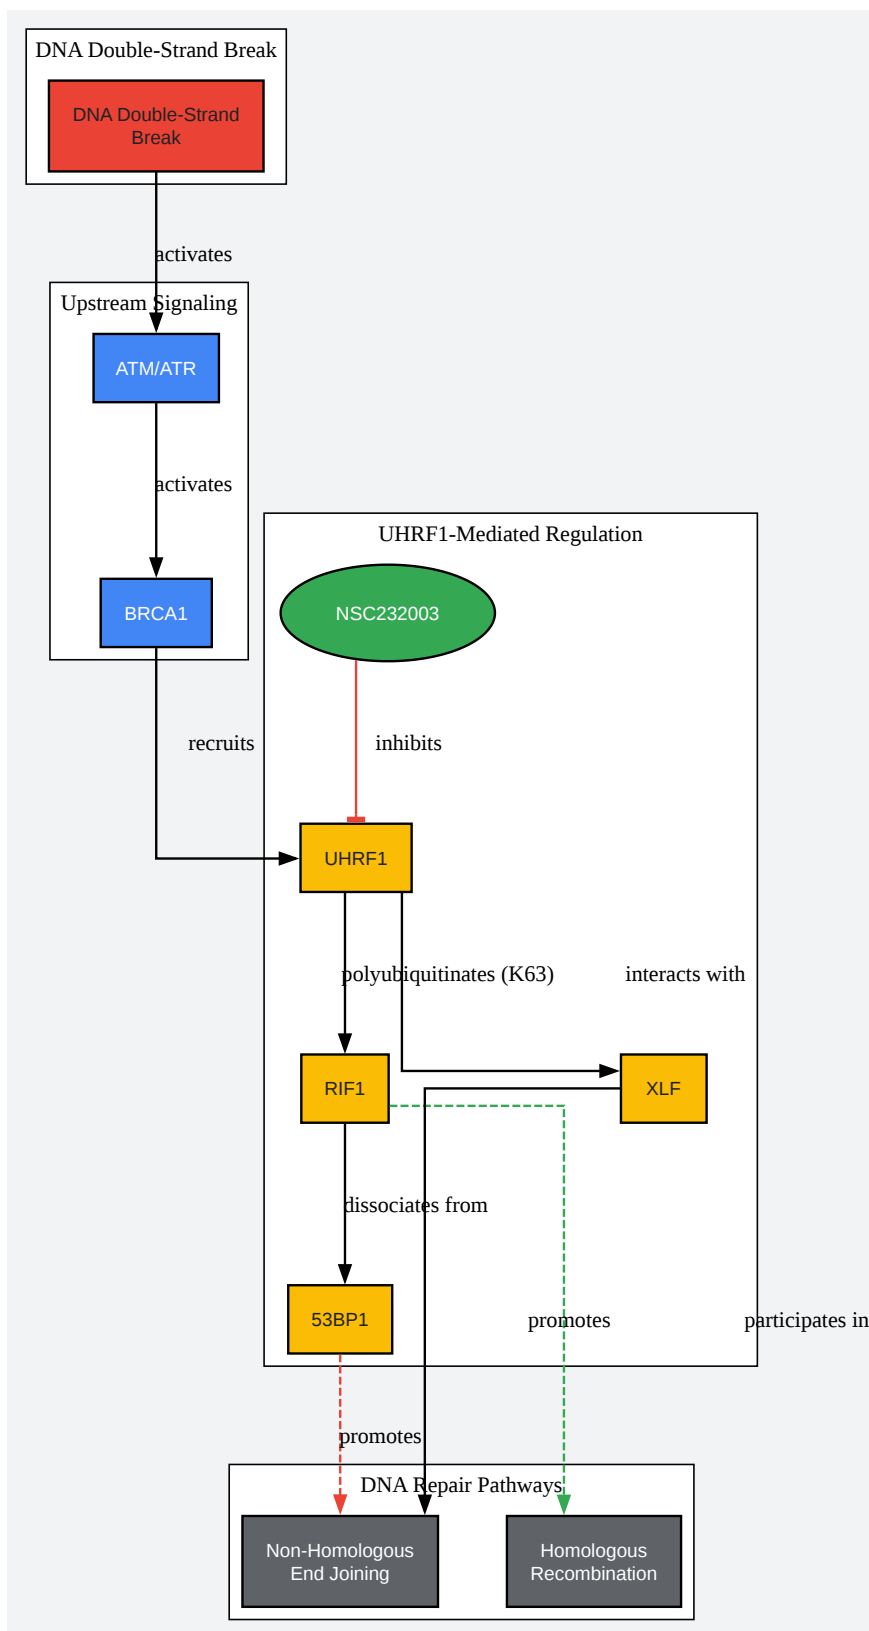 DNA Double-Strand Break
DNA Double-Strand
Break
activates
Upstream Signaling
ATM/ATR
activates
UHRF1-Mediated Regulation
BRCA1
NSC232003
recruits
inhibits
UHRF1
polyubiquitinates (K63)
interacts with
RIF1
XLF
dissociates from
53BP1
promotes
participates in
promotes
DNA Repair Pathways
Non-Homologous
End Joining
Homologous
Recombination